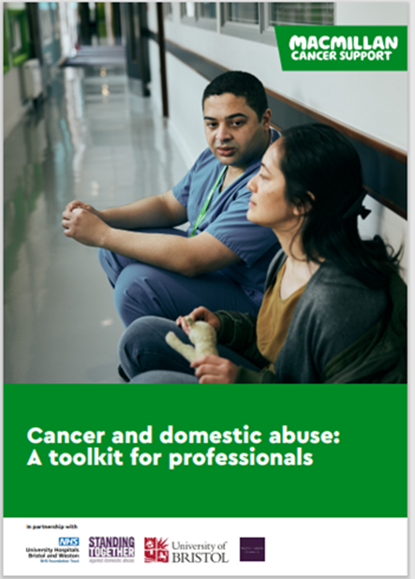 MACMILLAN
CANCER SUPPORT
Cancer and domestic abuse:
A toolkit for professionals
In partnership with
NHS
University Hospitals
Bristol and Weston
NHS Foundation Trust
STANDING
TOGETHER
against domestic abuse
University of
BRISTOL